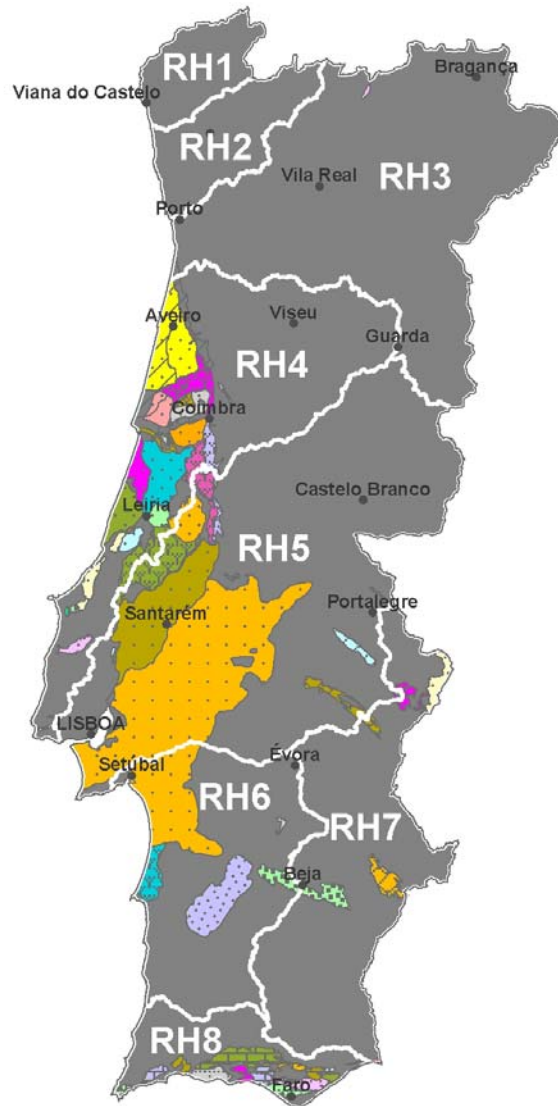 RH1
Bragança
Viana do Castelo
RH2
Vila Real
RH3
Porto
Aveiro
Viseu
Guarda
RH4
Coimbra
Castelo Branco
Leiria
RH5
Portalegre
Santarém
LISBOA
Setúbal
Évora
RH6
RH7
Beja
RH8
Faro